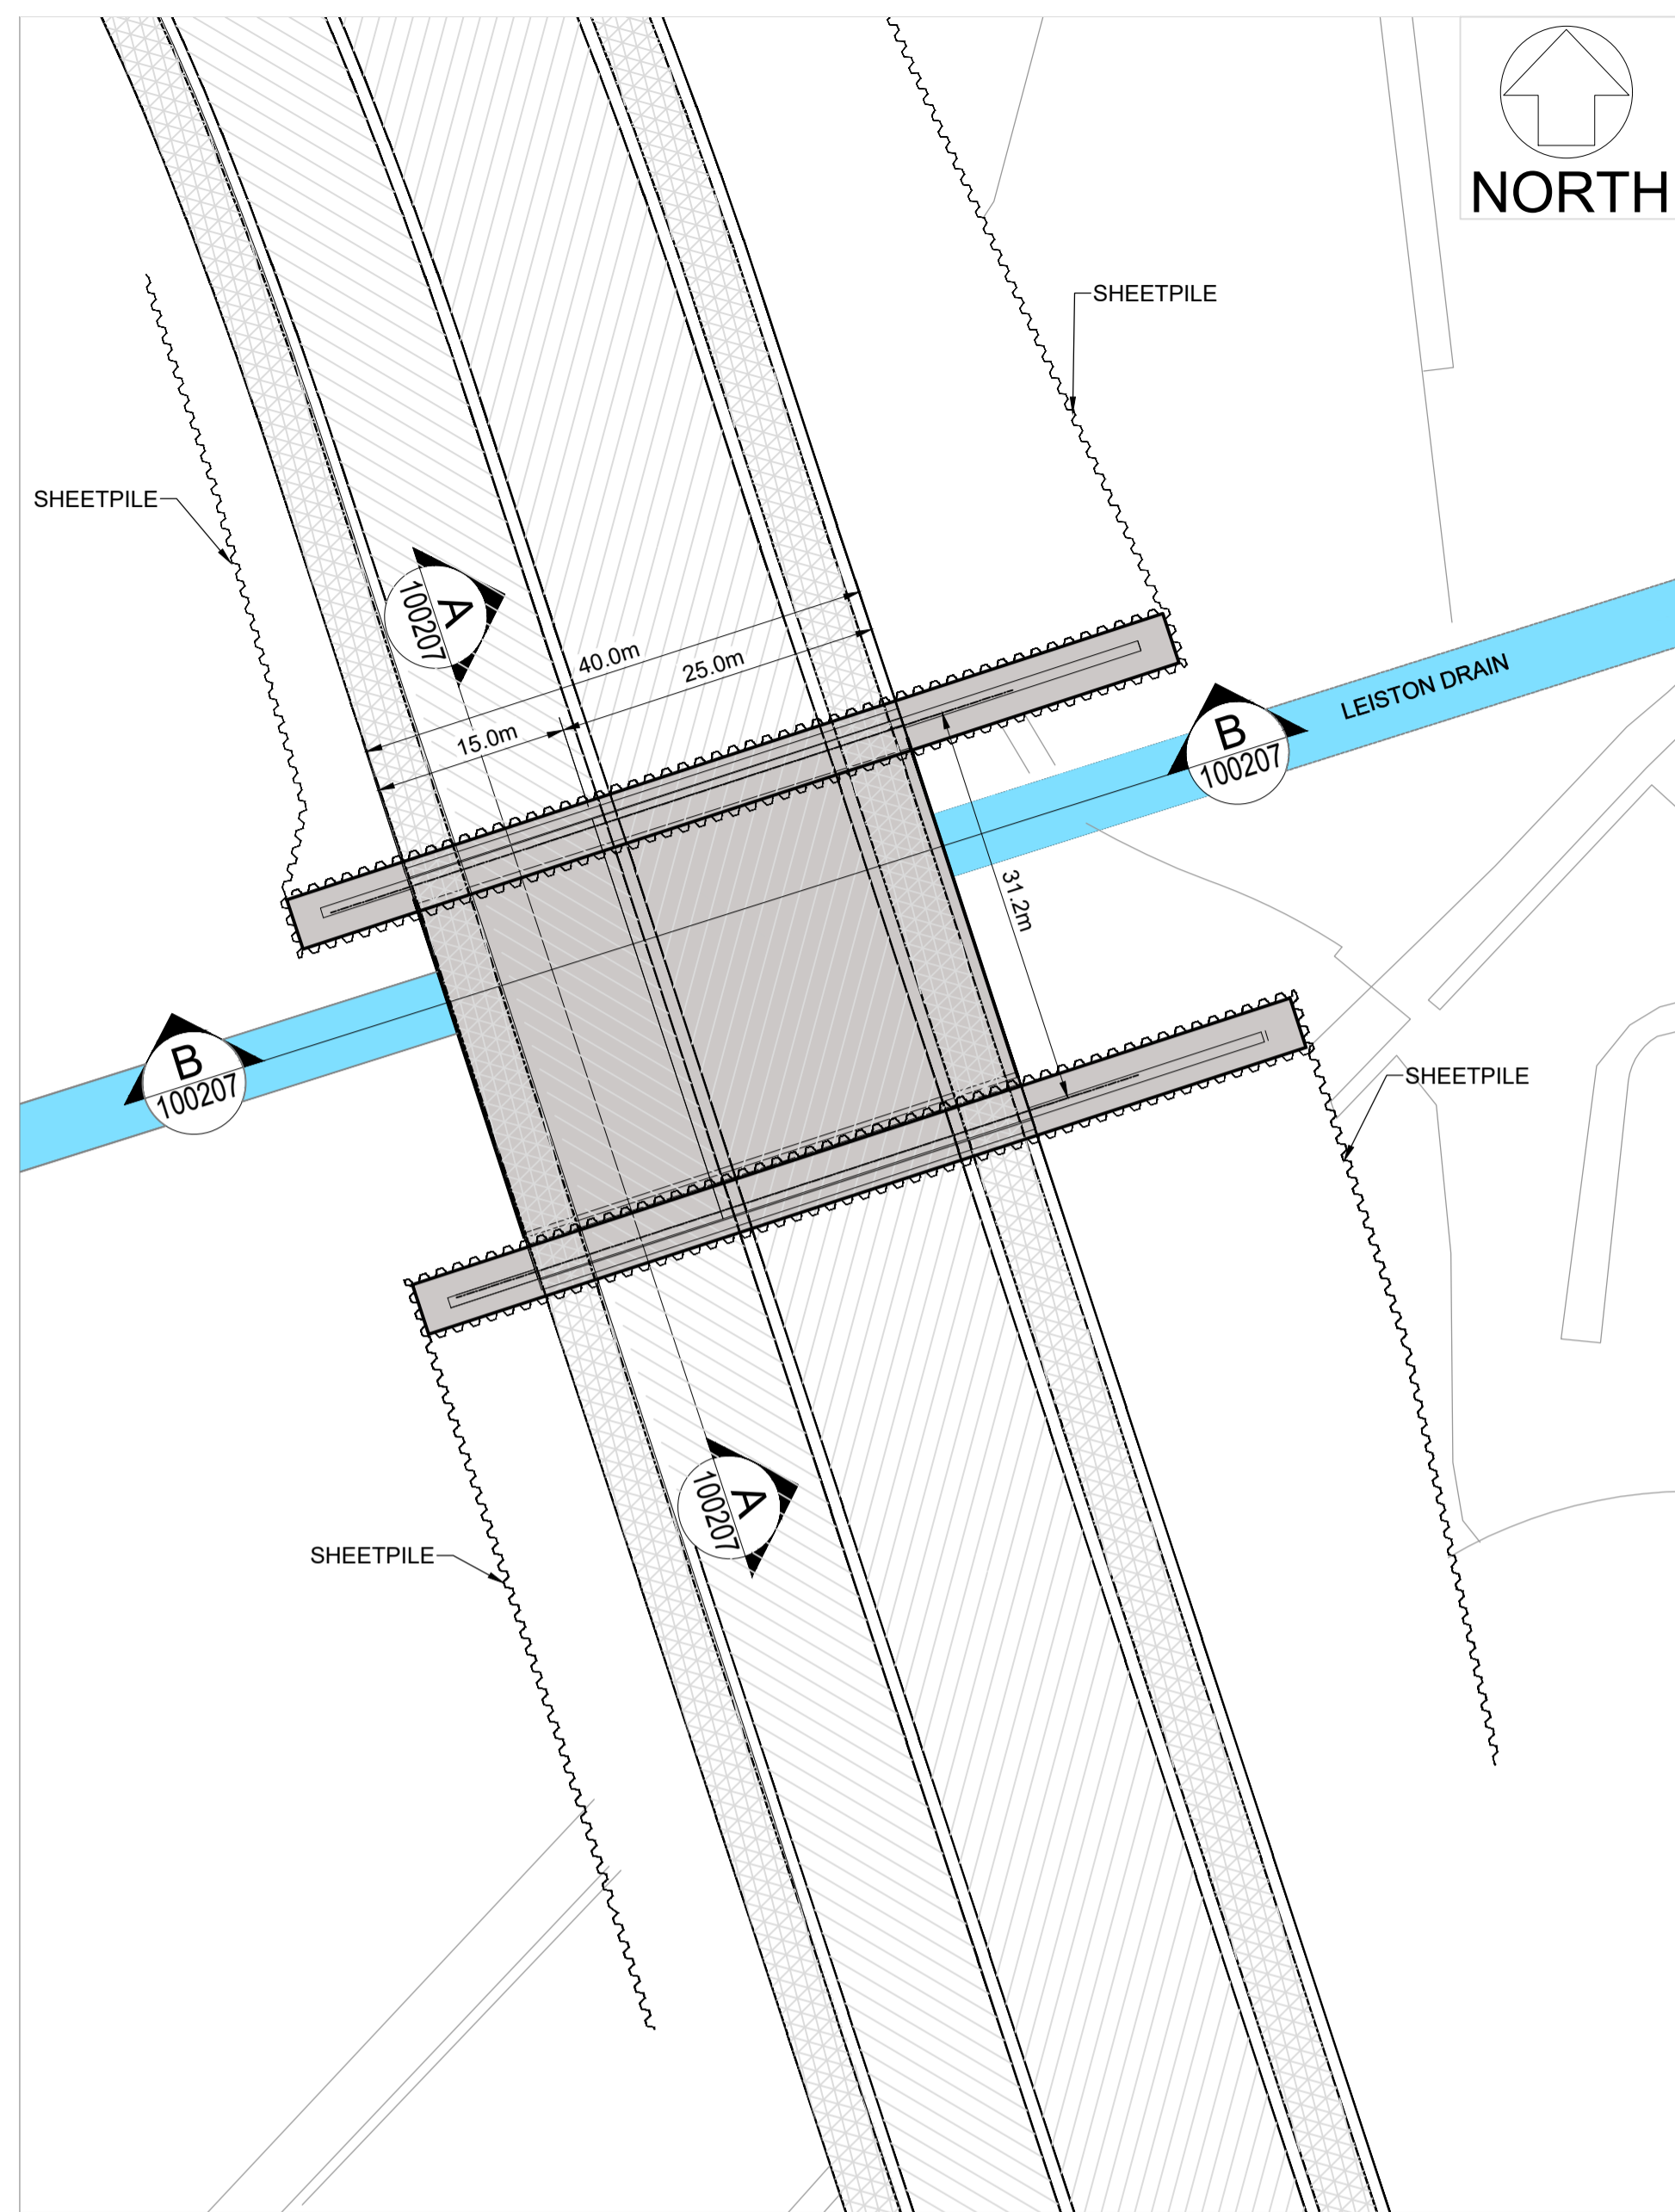 NORTH
SHEETPILE
SHEETPILE
A
100207
40.0m
25.0m
15.0m
LEISTON DRAIN
B
100207
31.2m
B
100207
SHEETPILE
A
100207
SHEETPILE